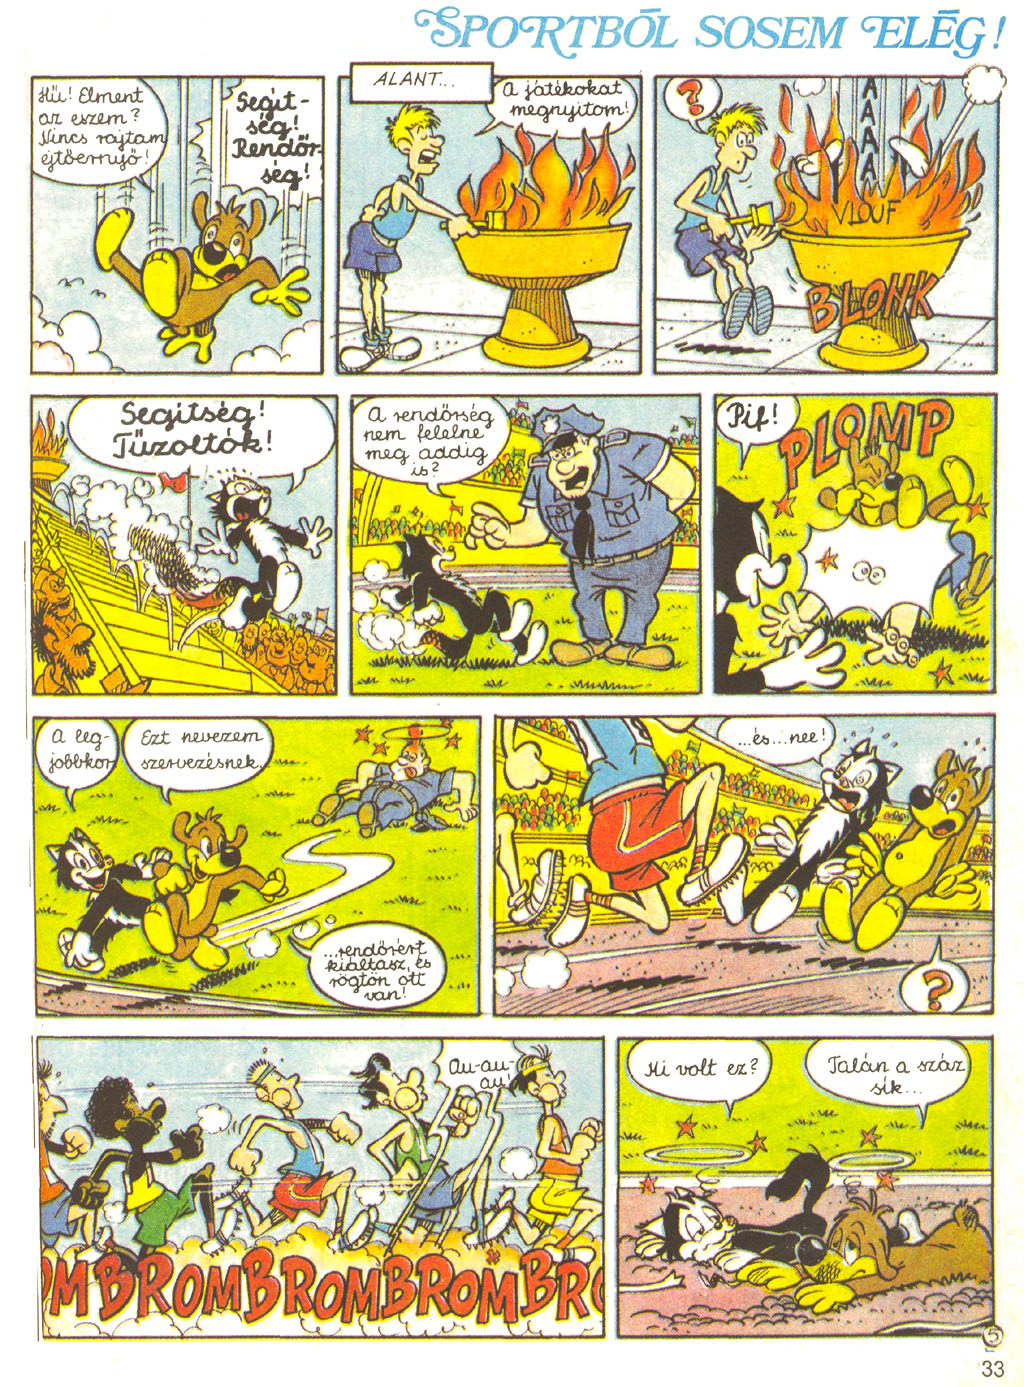 SPORTBÓL SOSEM ELÉG!
Hű! Elment
az eszem?
Nincs rajtam
ejtőernyő!
Segít-
ség!
Rendőr-
ség!
ALANT...
A játékokat
megnyitom!
?
AAAAA
VLOUF
BLONK
Segítség!
Tűzoltók!
A rendőrség
nem felelne
meg addig
is?
Pif!
PLOMP
A leg-
jobbkor
Ezt nevezem
szervezésnek..
...rendőrért
kiáltasz, és
rögtön ott
van!
...és...nee!
?
Au-au-
au!
OMBROMBROMBROMBRO
Mi volt ez?
Talán a száz
sík...
5
33